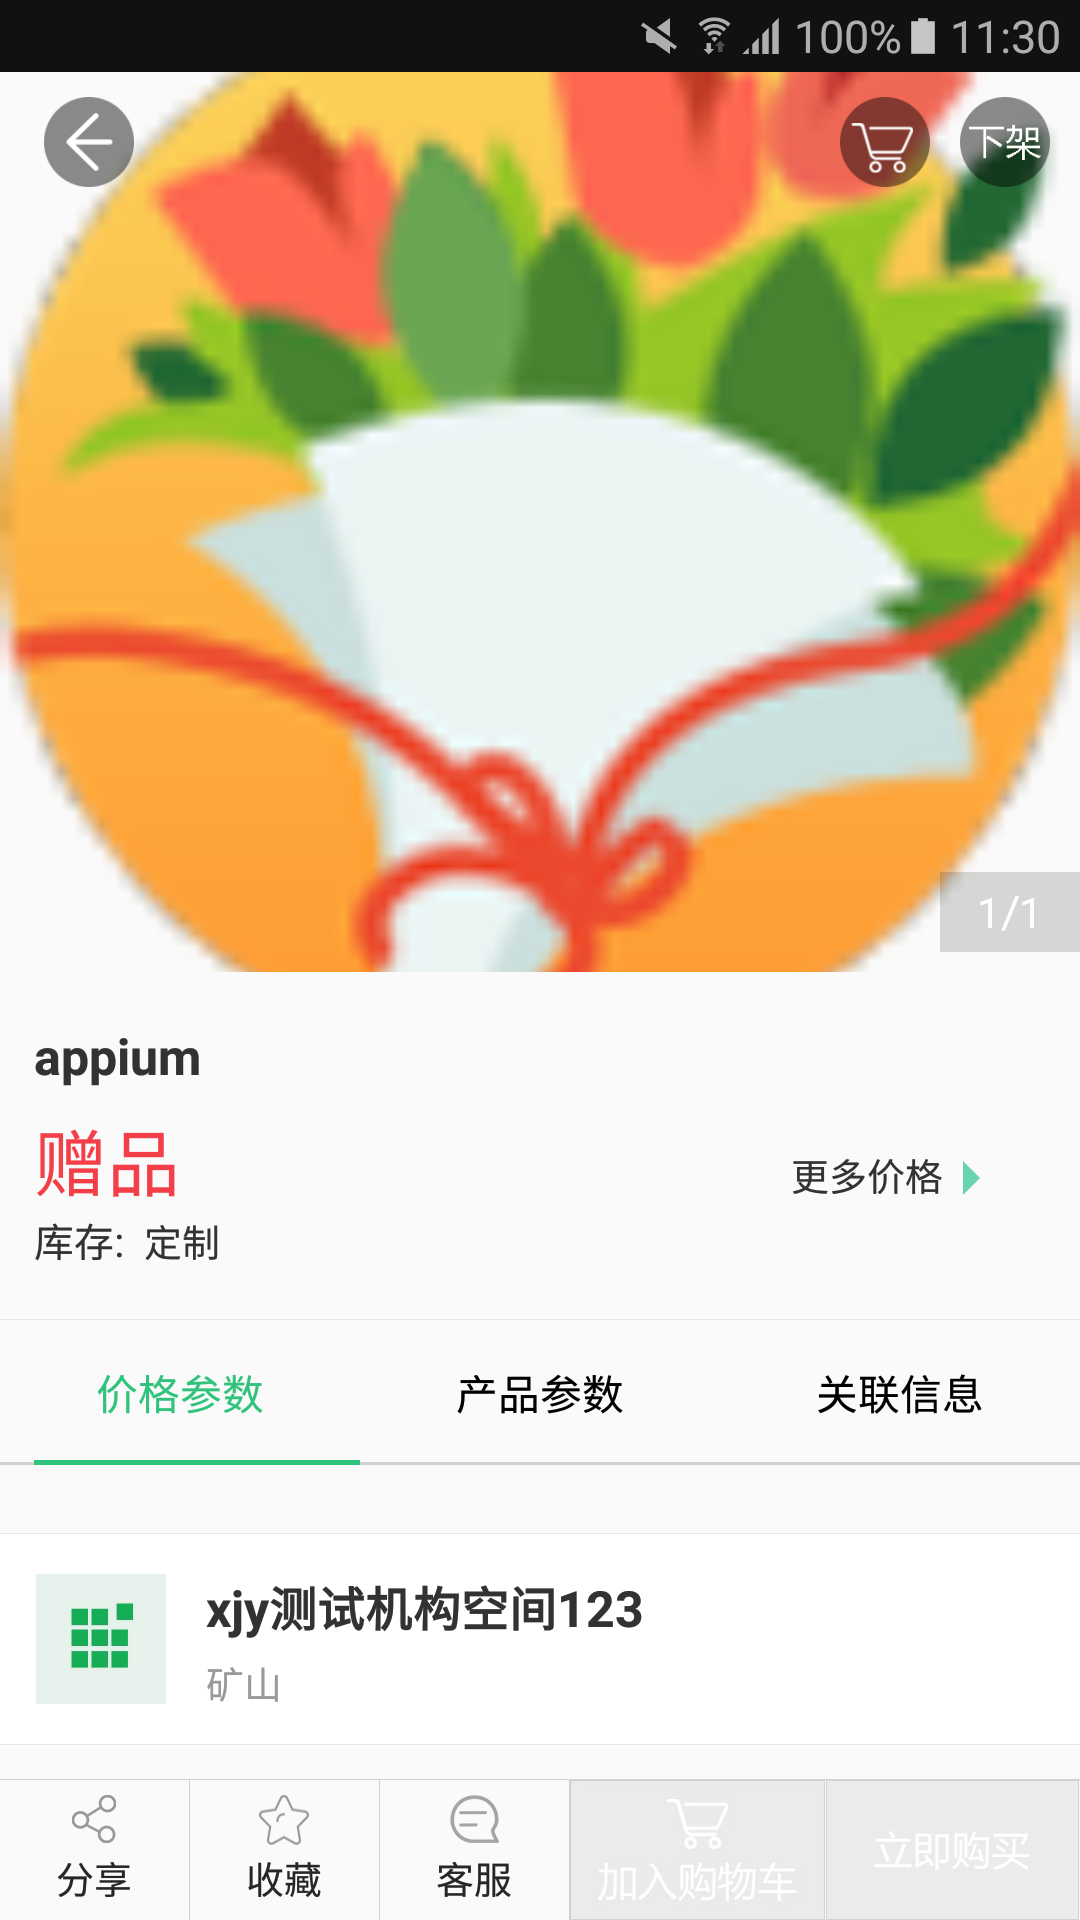 100% 11:30
下架
1/1
appium
赠品
更多价格
库存: 定制
价格参数 产品参数 关联信息
xjy测试机构空间123
矿山
分享 收藏 客服 加入购物车 立即购买